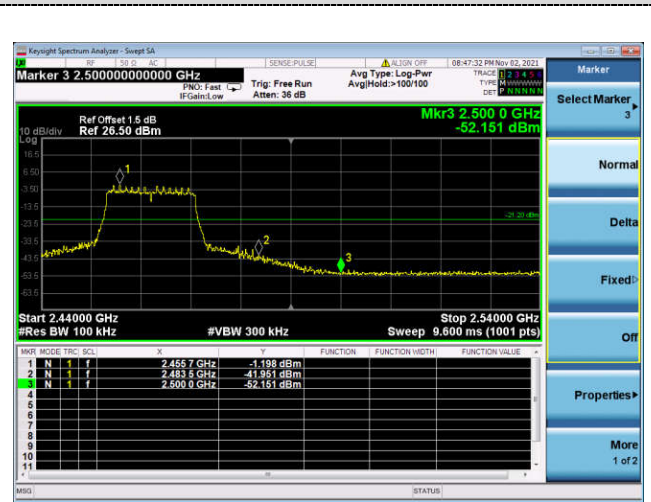 Keysight Spectrum Analyzer - Swept SA
RF 50 Ω AC SENSE:PULSE ALIGN OFF 08:47:32 PM Nov 02, 2021
Marker 3 2.500000000000 GHz
PNO: Fast
IFGain:Low
Trig: Free Run
Atten: 36 dB
Avg Type: Log-Pwr
Avg|Hold:>100/100
TRACE 1 2 3 4 5 6
TYPE M
DET P N N N N N
Ref Offset 1.5 dB
Ref 26.50 dBm
10 dB/div
Log
Mkr3 2.500 0 GHz
-52.151 dBm
16.5
6.50
-3.50
-13.5
-23.5
-33.5
-43.5
-53.5
-63.5
1
2
3
-21.20 dBm
Start 2.44000 GHz
Stop 2.54000 GHz
#Res BW 100 kHz #VBW 300 kHz Sweep 9.600 ms (1001 pts)
MKR MODE TRC SCL X Y FUNCTION FUNCTION WIDTH FUNCTION VALUE
1 N 1 f 2.455 7 GHz -1.198 dBm
2 N 1 f 2.483 5 GHz -41.951 dBm
3 N 1 f 2.500 0 GHz -52.151 dBm
4
5
6
7
8
9
10
11
MSG STATUS
Marker
Select Marker
3
Normal
Delta
Fixed
Off
Properties
More
1 of 2